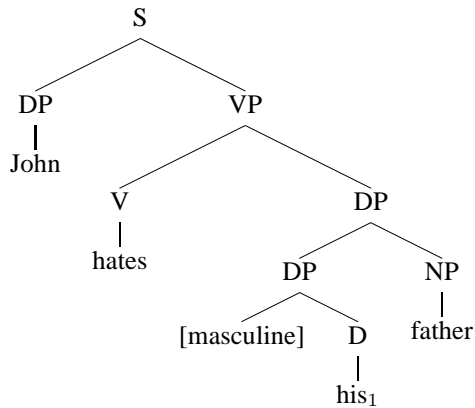 S
DP VP
John
V DP
hates
DP NP
[masculine] D father
his₁